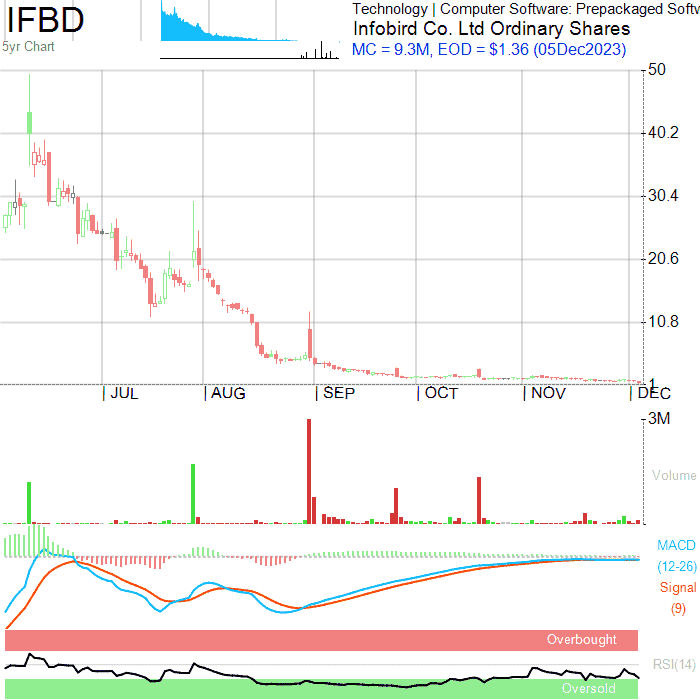 IFBD
5yr Chart
Technology | Computer Software: Prepackaged Softw
Infobird Co. Ltd Ordinary Shares
MC = 9.3M, EOD = $1.36 (05Dec2023)
50
40.2
30.4
20.6
10.8
1
JUL
AUG
SEP
OCT
NOV
DEC
3M
Volume
MACD
(12-26)
Signal
(9)
Overbought
RSI(14)
Oversold